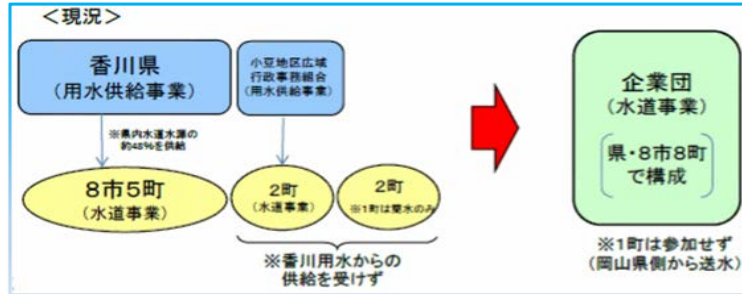 ＜現況＞
香川県
（用水供給事業）
小豆地区広域
行政事務組合
（用水供給事業）
企業団
（水道事業）
県・8市8町
で構成
※県内水道水源の
約48%を供給
8市5町
（水道事業）
2町
（水道事業）
2町
※1町は簡水のみ
※香川用水からの
供給を受けず
※1町は参加せず
（岡山県側から送水）